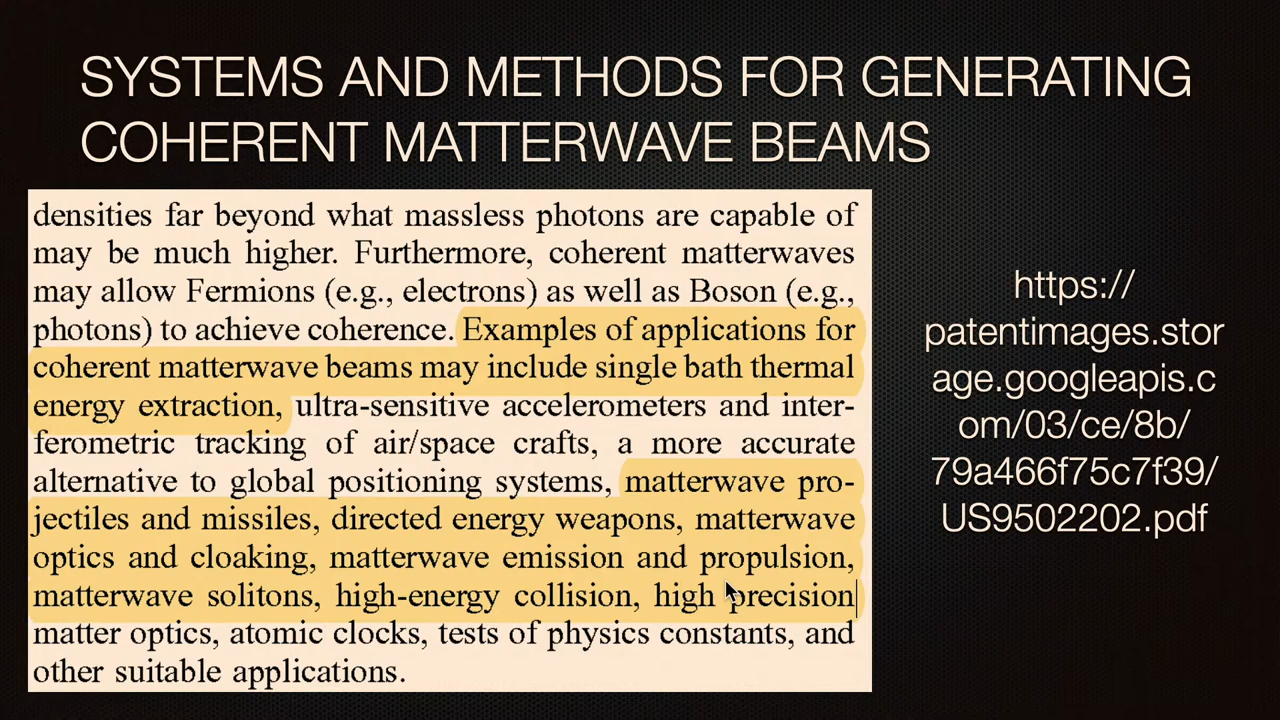 SYSTEMS AND METHODS FOR GENERATING
COHERENT MATTERWAVE BEAMS
densities far beyond what massless photons are capable of
may be much higher. Furthermore, coherent matterwaves
may allow Fermions (e.g., electrons) as well as Boson (e.g.,
photons) to achieve coherence. Examples of applications for
coherent matterwave beams may include single bath thermal
energy extraction, ultra-sensitive accelerometers and inter-
ferometric tracking of air/space crafts, a more accurate
alternative to global positioning systems, matterwave pro-
jectiles and missiles, directed energy weapons, matterwave
optics and cloaking, matterwave emission and propulsion,
matterwave solitons, high-energy collision, high precision
matter optics, atomic clocks, tests of physics constants, and
other suitable applications.
https://
patentimages.stor
age.googleapis.c
om/03/ce/8b/
79a466f75c7f39/
US9502202.pdf